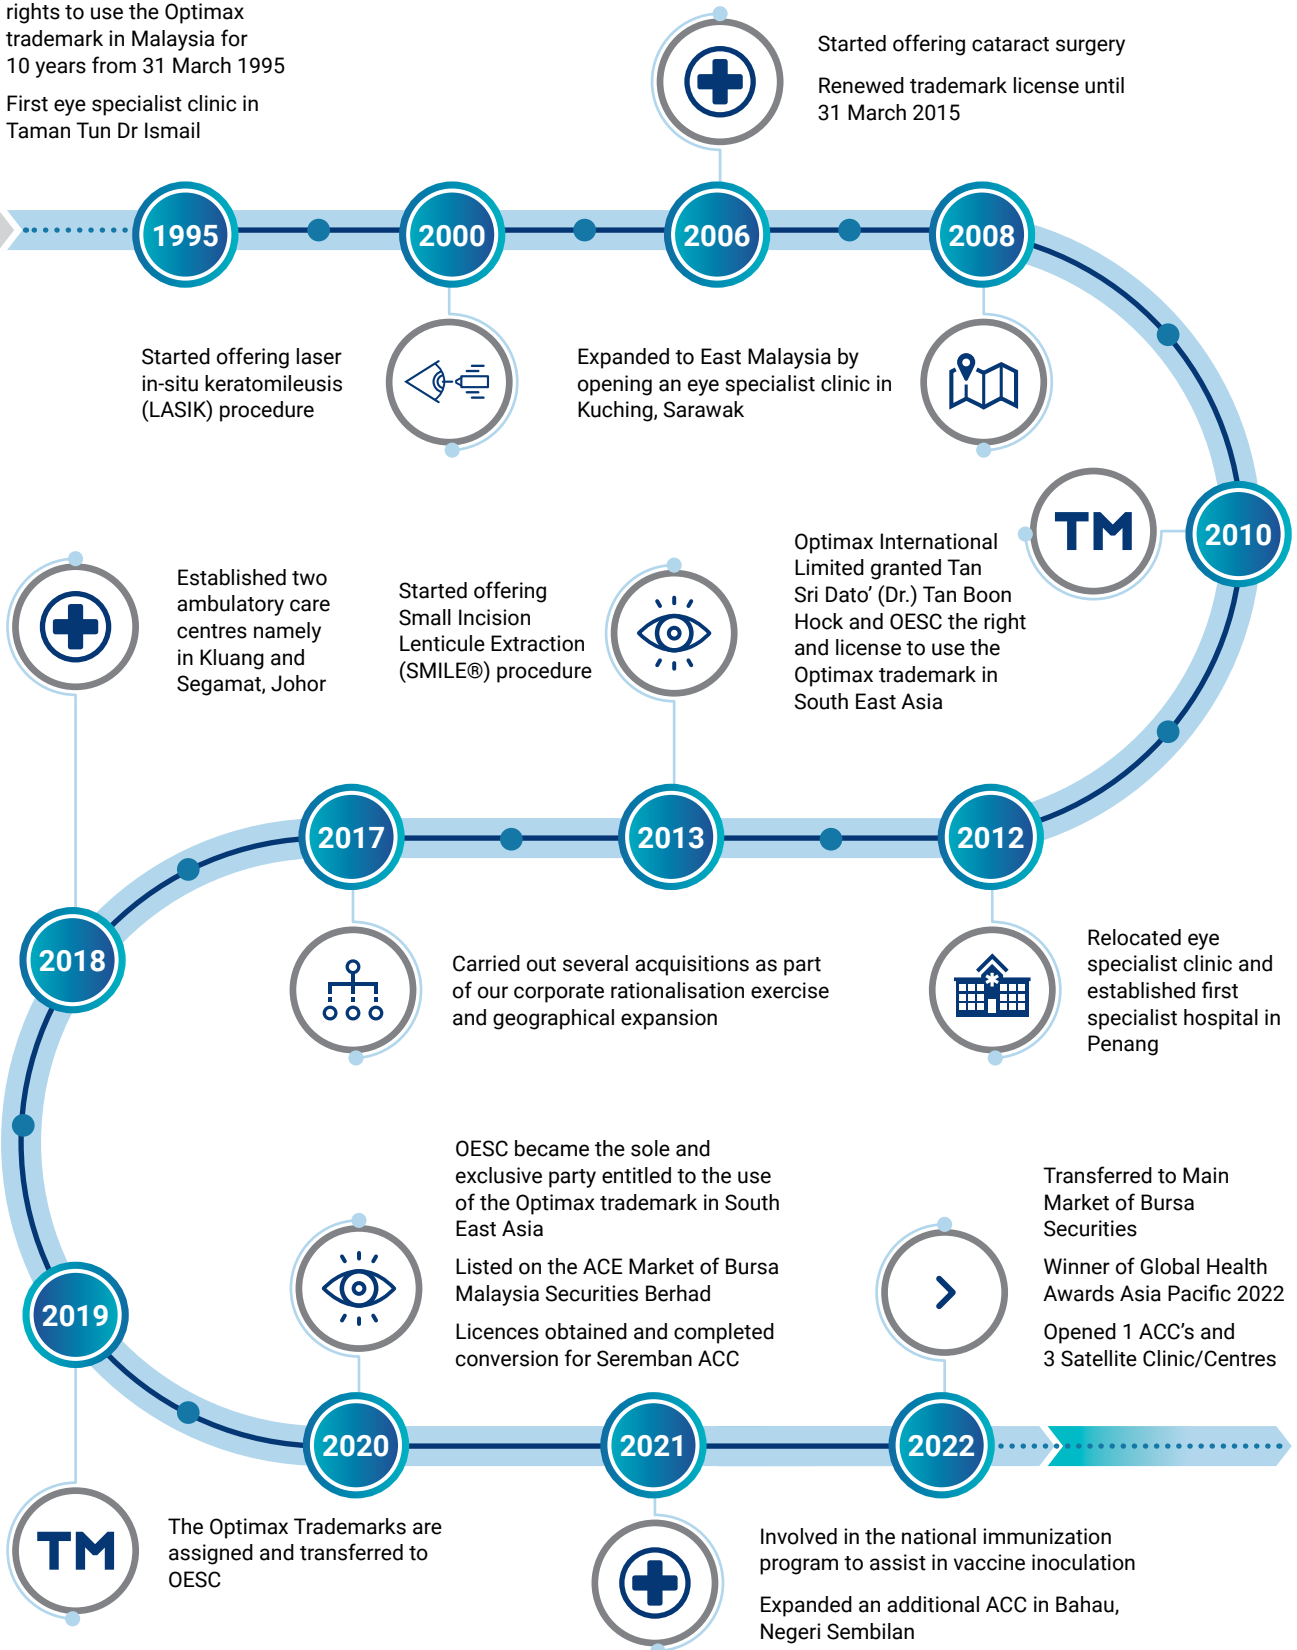 rights to use the Optimax
trademark in Malaysia for
10 years from 31 March 1995
First eye specialist clinic in
Taman Tun Dr Ismail
Started offering cataract surgery
Renewed trademark license until
31 March 2015
1995
2000
2006
2008
Started offering laser
in-situ keratomileusis
(LASIK) procedure
Expanded to East Malaysia by
opening an eye specialist clinic in
Kuching, Sarawak
TM
2010
Optimax International
Limited granted Tan
Sri Dato’ (Dr.) Tan Boon
Hock and OESC the right
and license to use the
Optimax trademark in
South East Asia
Started offering
Small Incision
Lenticule Extraction
(SMILE®) procedure
Established two
ambulatory care
centres namely
in Kluang and
Segamat, Johor
2012
2013
2017
Relocated eye
specialist clinic and
established first
specialist hospital in
Penang
Carried out several acquisitions as part
of our corporate rationalisation exercise
and geographical expansion
2018
2019
OESC became the sole and
exclusive party entitled to the use
of the Optimax trademark in South
East Asia
Listed on the ACE Market of Bursa
Malaysia Securities Berhad
Licences obtained and completed
conversion for Seremban ACC
Transferred to Main
Market of Bursa
Securities
Winner of Global Health
Awards Asia Pacific 2022
Opened 1 ACC's and
3 Satellite Clinic/Centres
2020
2021
2022
TM
The Optimax Trademarks are
assigned and transferred to
OESC
Involved in the national immunization
program to assist in vaccine inoculation
Expanded an additional ACC in Bahau,
Negeri Sembilan